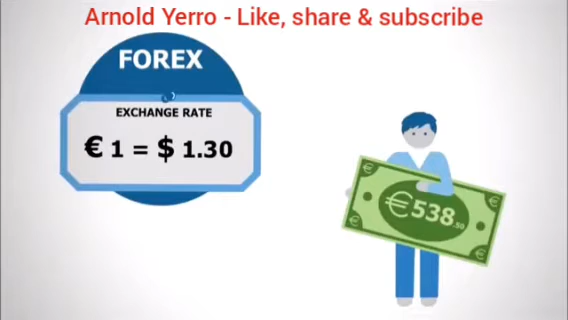 Arnold Yerro - Like, share & subscribe
FOREX
EXCHANGE RATE
€ 1 = $ 1.30
€538.50